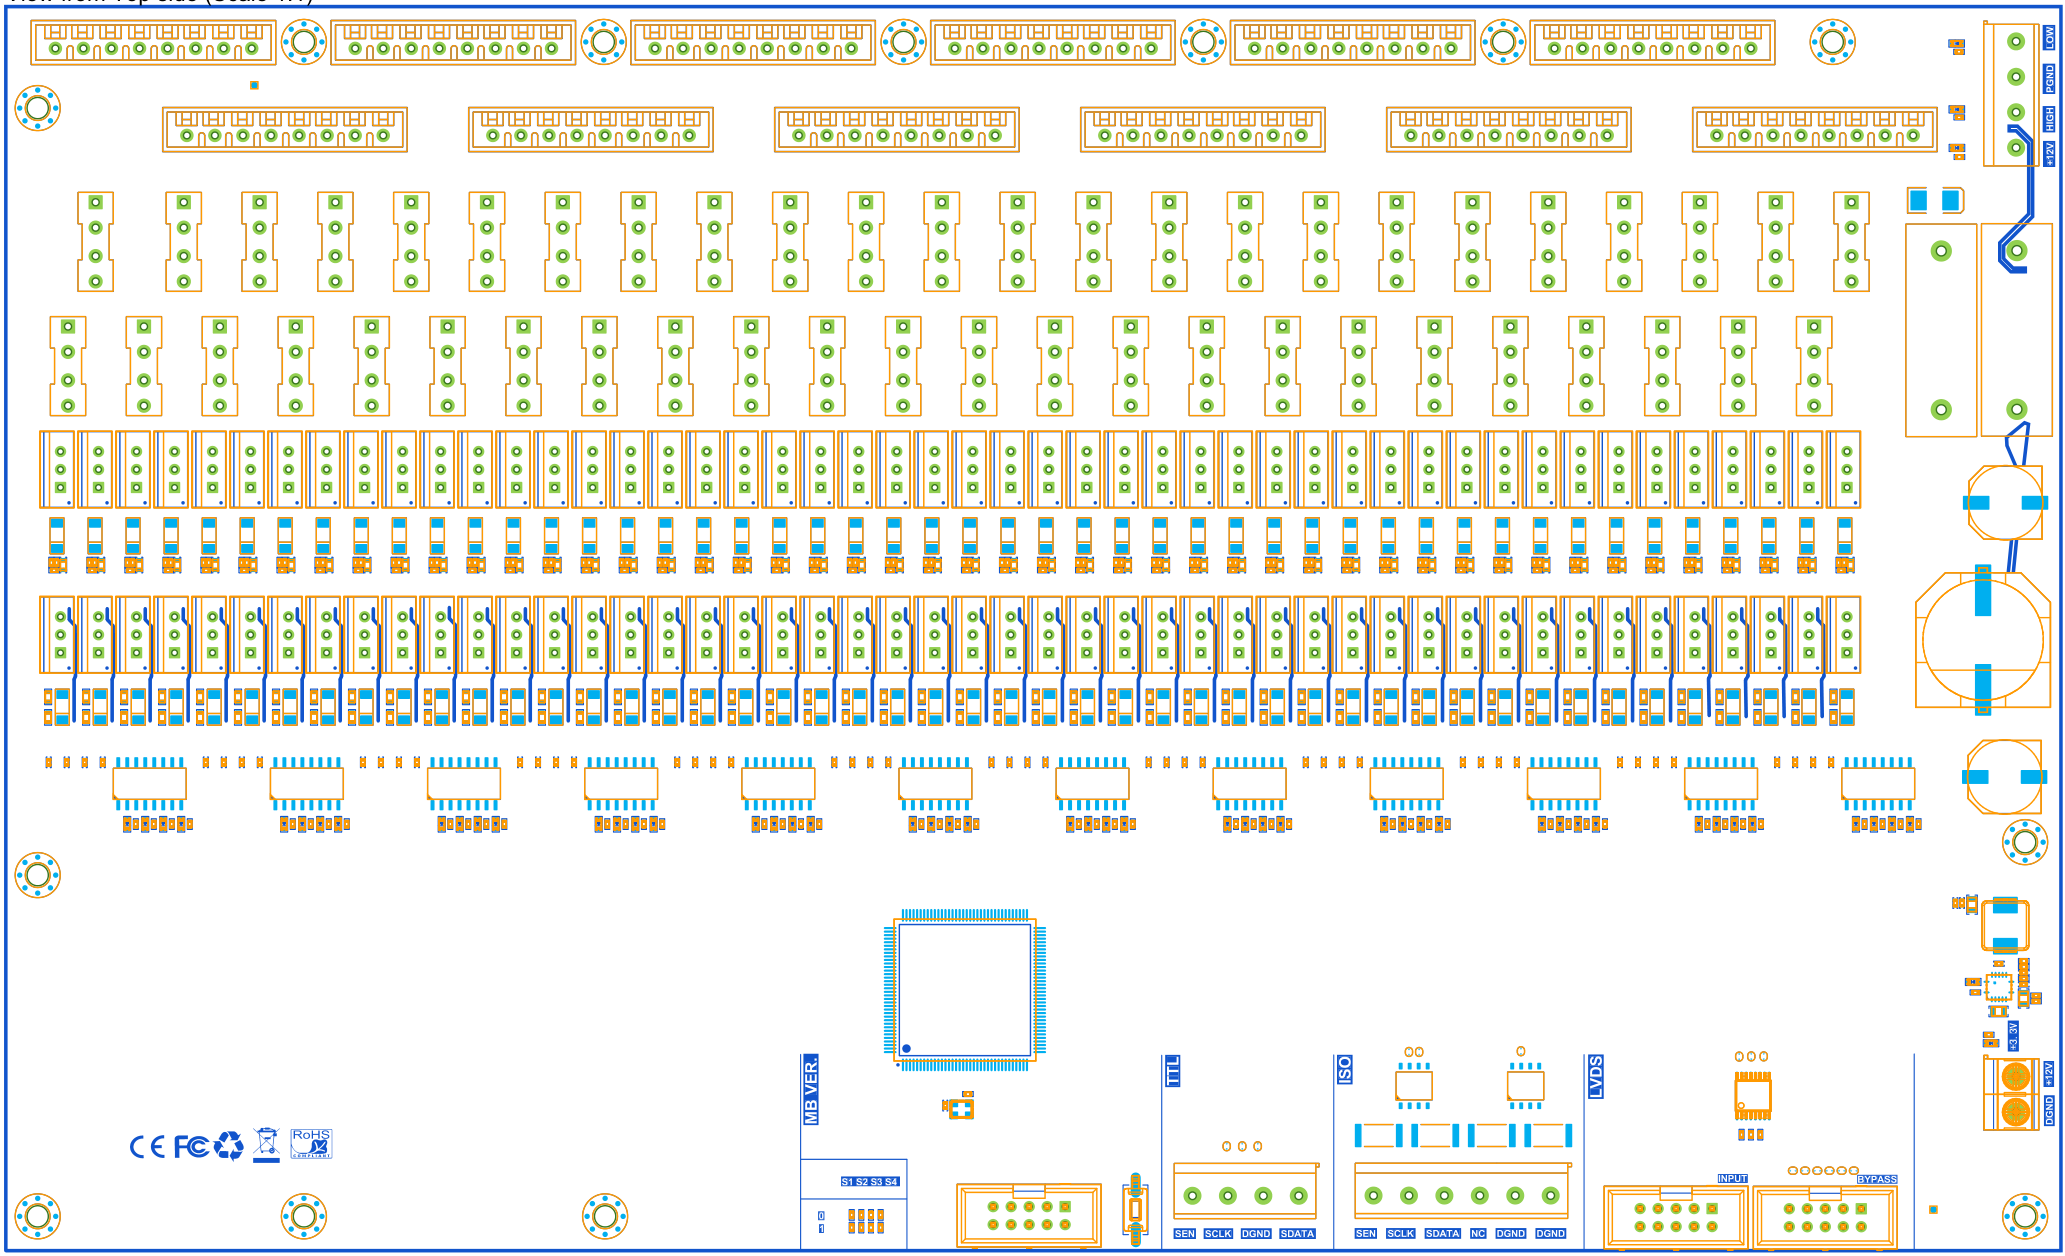 View from Top side (Scale 1:1)
LOW
PGND
HIGH
+12V
+3.3V
+12V
DGND
MB VER.
TTL
ISO
LVDS
CE FC
RoHS
COMPLIANT
S1 S2 S3 S4
0
1
INPUT
BYPASS
SEN SCLK DGND SDATA
SEN SCLK SDATA NC DGND DGND